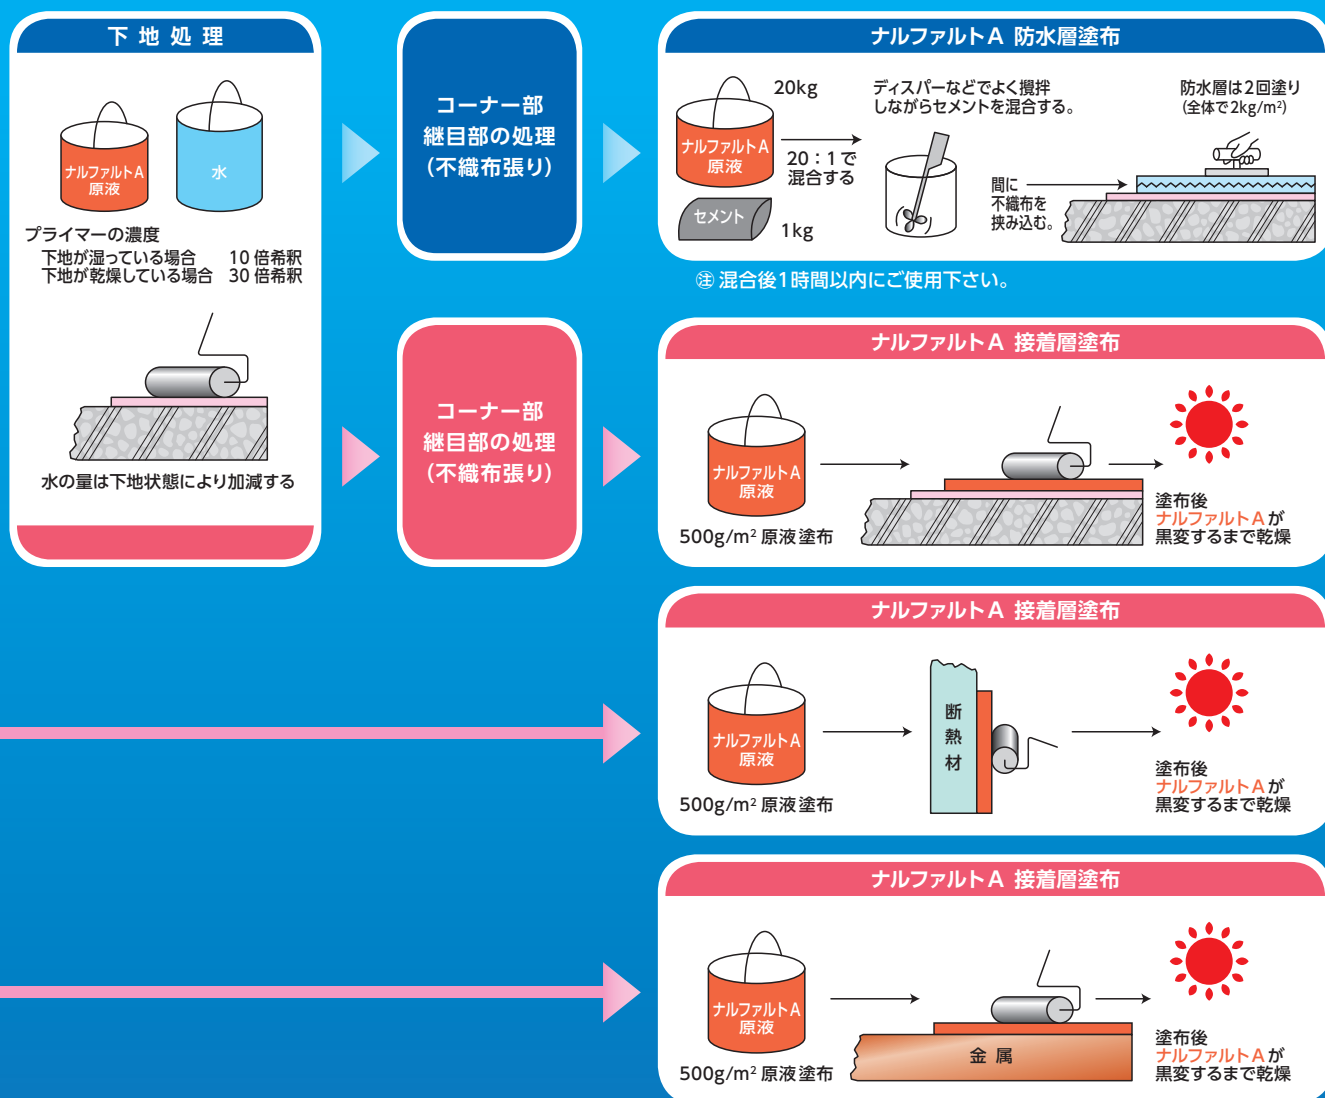 下地処理
ナルファルトA
原液
水
プライマーの濃度
下地が湿っている場合 10倍希釈
下地が乾燥している場合 30倍希釈
水の量は下地状態により加減する
コーナー部
継目部の処理
(不織布張り)
ナルファルトA 防水層塗布
20kg
ナルファルトA
原液
20:1で
混合する
セメント
1kg
ディスパーなどでよく攪拌
しながらセメントを混合する。
防水層は2回塗り
(全体で2kg/m²)
間に
不織布を
挟み込む。
㊟ 混合後1時間以内にご使用下さい。
コーナー部
継目部の処理
(不織布張り)
ナルファルトA 接着層塗布
ナルファルトA
原液
500g/m² 原液塗布
塗布後
ナルファルトAが
黒変するまで乾燥
ナルファルトA 接着層塗布
ナルファルトA
原液
500g/m² 原液塗布
断熱材
塗布後
ナルファルトAが
黒変するまで乾燥
ナルファルトA 接着層塗布
ナルファルトA
原液
500g/m² 原液塗布
金属
塗布後
ナルファルトAが
黒変するまで乾燥